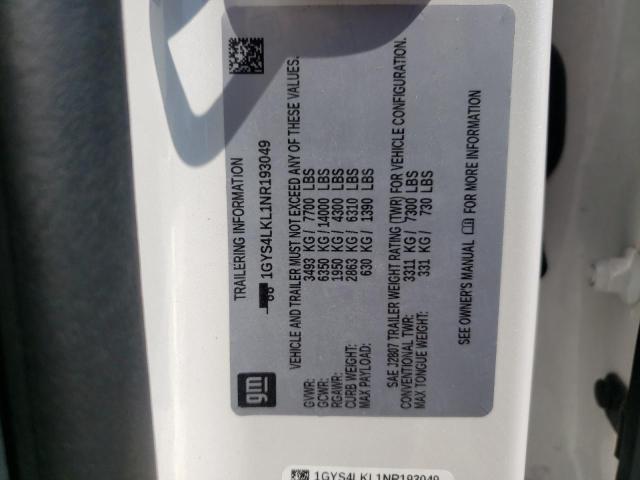 TRAILERING INFORMATION
1GYS4LKL1NR193049
VEHICLE AND TRAILER MUST NOT EXCEED ANY OF THESE VALUES.
GVWR: 3493 KG / 7700 LBS
GCWR: 6350 KG / 14000 LBS
RGAWR: 1950 KG / 4300 LBS
CURB WEIGHT: 2863 KG / 6310 LBS
MAX PAYLOAD: 630 KG / 1390 LBS
SAE J2807 TRAILER WEIGHT RATING (TWR) FOR VEHICLE CONFIGURATION.
CONVENTIONAL TWR: 3311 KG / 7300 LBS
MAX TONGUE WEIGHT: 331 KG / 730 LBS
SEE OWNER'S MANUAL FOR MORE INFORMATION
gm
1GYS4LKL1NR193049